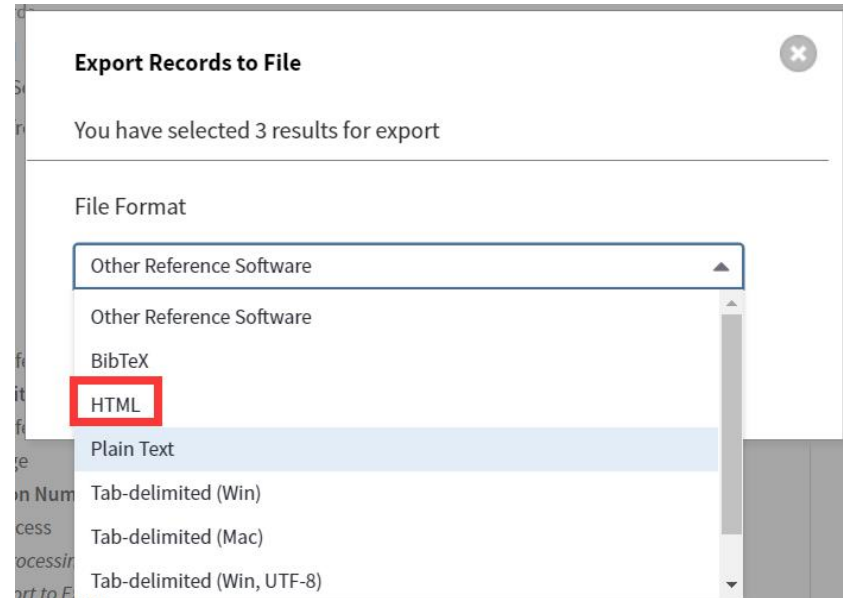 Export Records to File
You have selected 3 results for export
File Format
Other Reference Software
Other Reference Software
BibTeX
HTML
Plain Text
Tab-delimited (Win)
Tab-delimited (Mac)
Tab-delimited (Win, UTF-8)